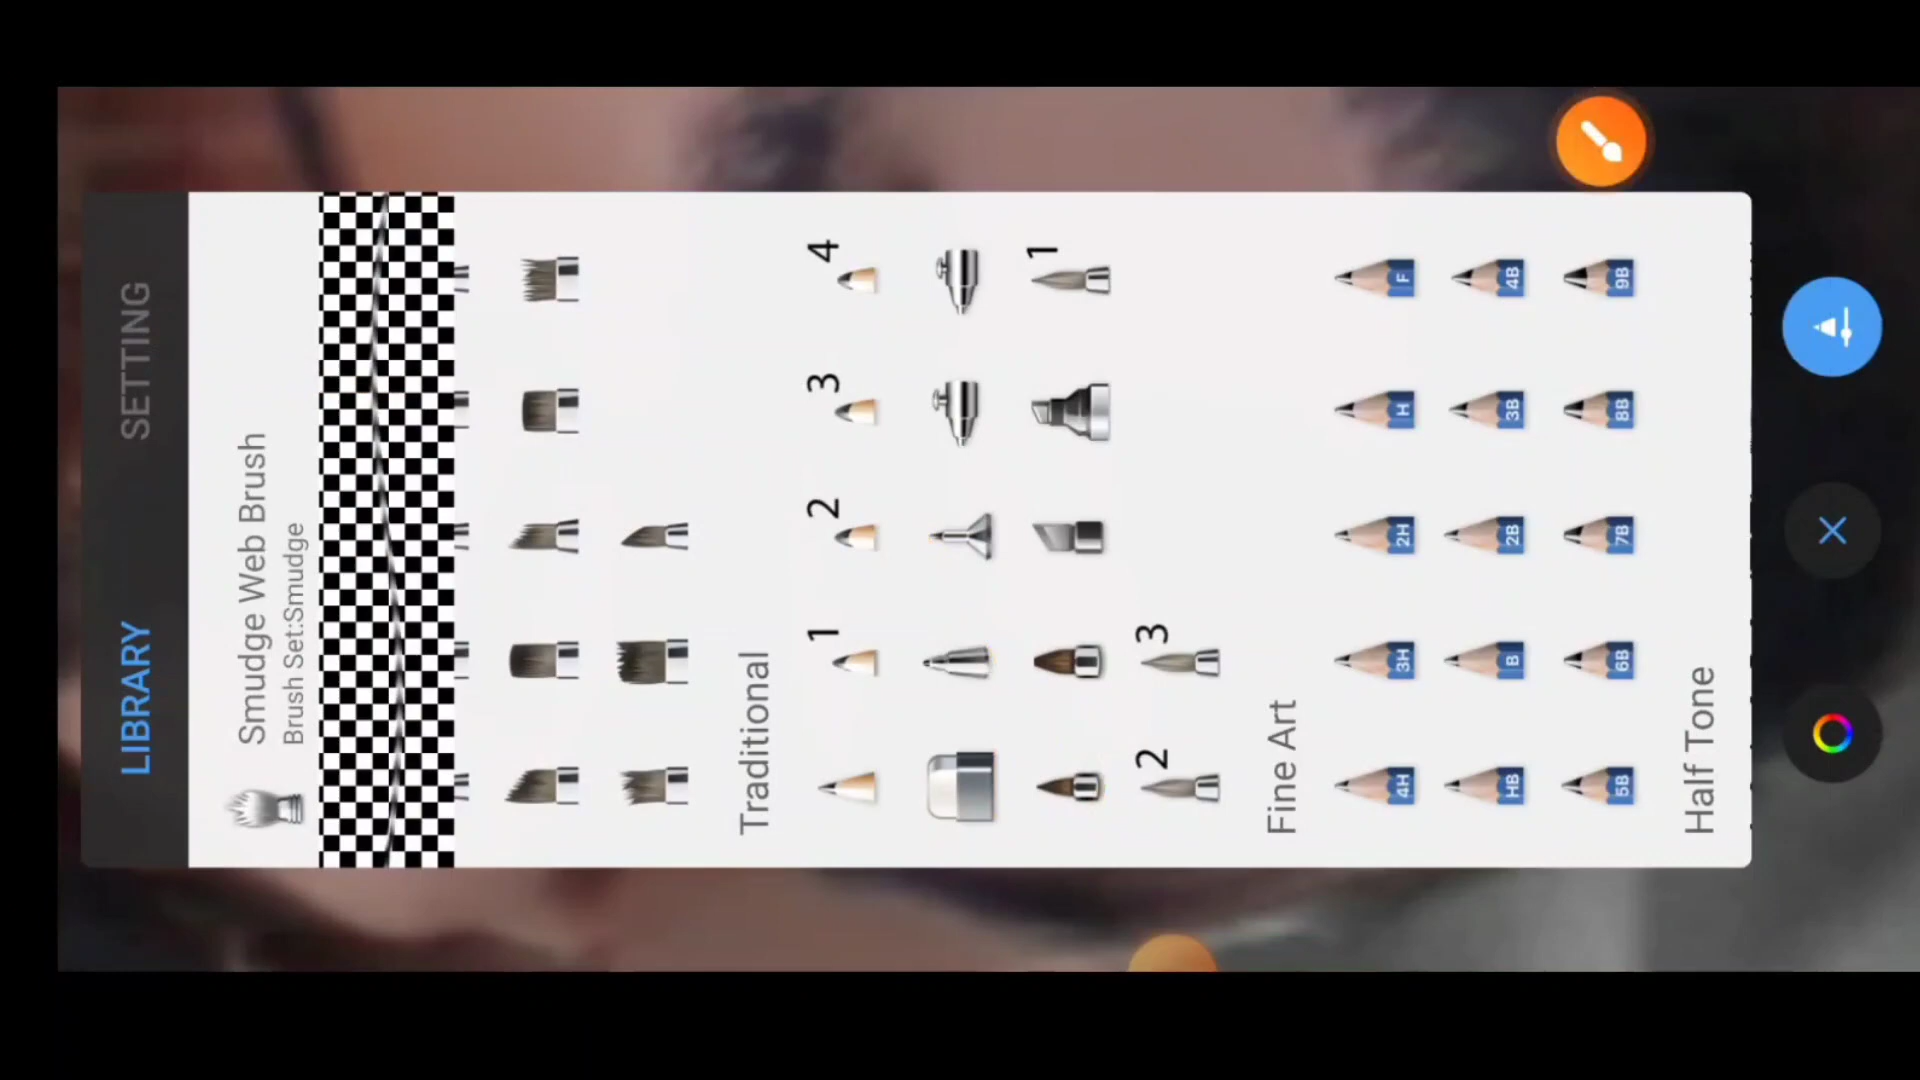 LIBRARY SETTING
Smudge Web Brush
Brush Set:Smudge
Traditional
1 2 3 4
1
2 3
Fine Art
4H 3H 2H H F
HB B 2B 3B 4B
5B 6B 7B 8B 9B
Half Tone